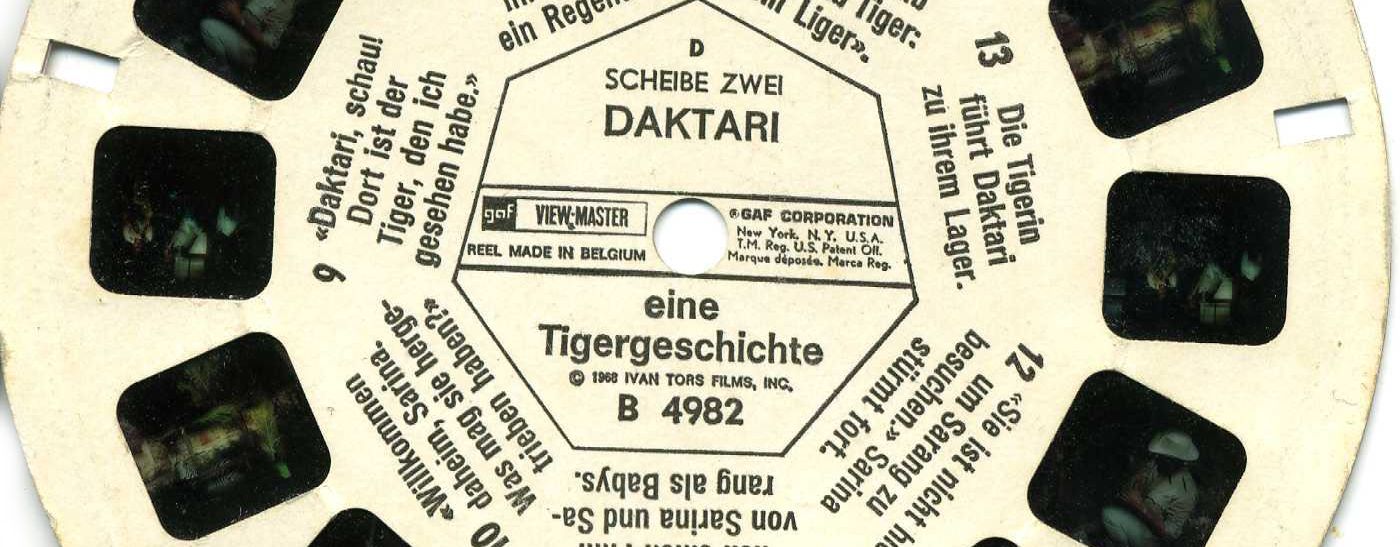 D
SCHEIBE ZWEI
DAKTARI
gaf VIEW-MASTER
REEL MADE IN BELGIUM
®GAF CORPORATION
New York, N.Y. U.S.A.
T.M. Reg. U.S. Patent Off.
Marque déposée. Marca Reg.
eine
Tigergeschichte
© 1968 IVAN TORS FILMS, INC.
B 4982
ein
Tiger:
Liger».
9
«Daktari, schau!
Dort ist der
Tiger, den ich
gesehen habe.»
10
«Willkommen
daheim, Sarina.
Was mag sie herge-
trieben haben?»
von Sarina und Sa-
rang als Babys.
12
«Sie ist nicht
um Sarang zu
besuchen.» Sarina
stürmt fort.
13
Die Tigerin
führt Daktari
zu ihrem Lager.